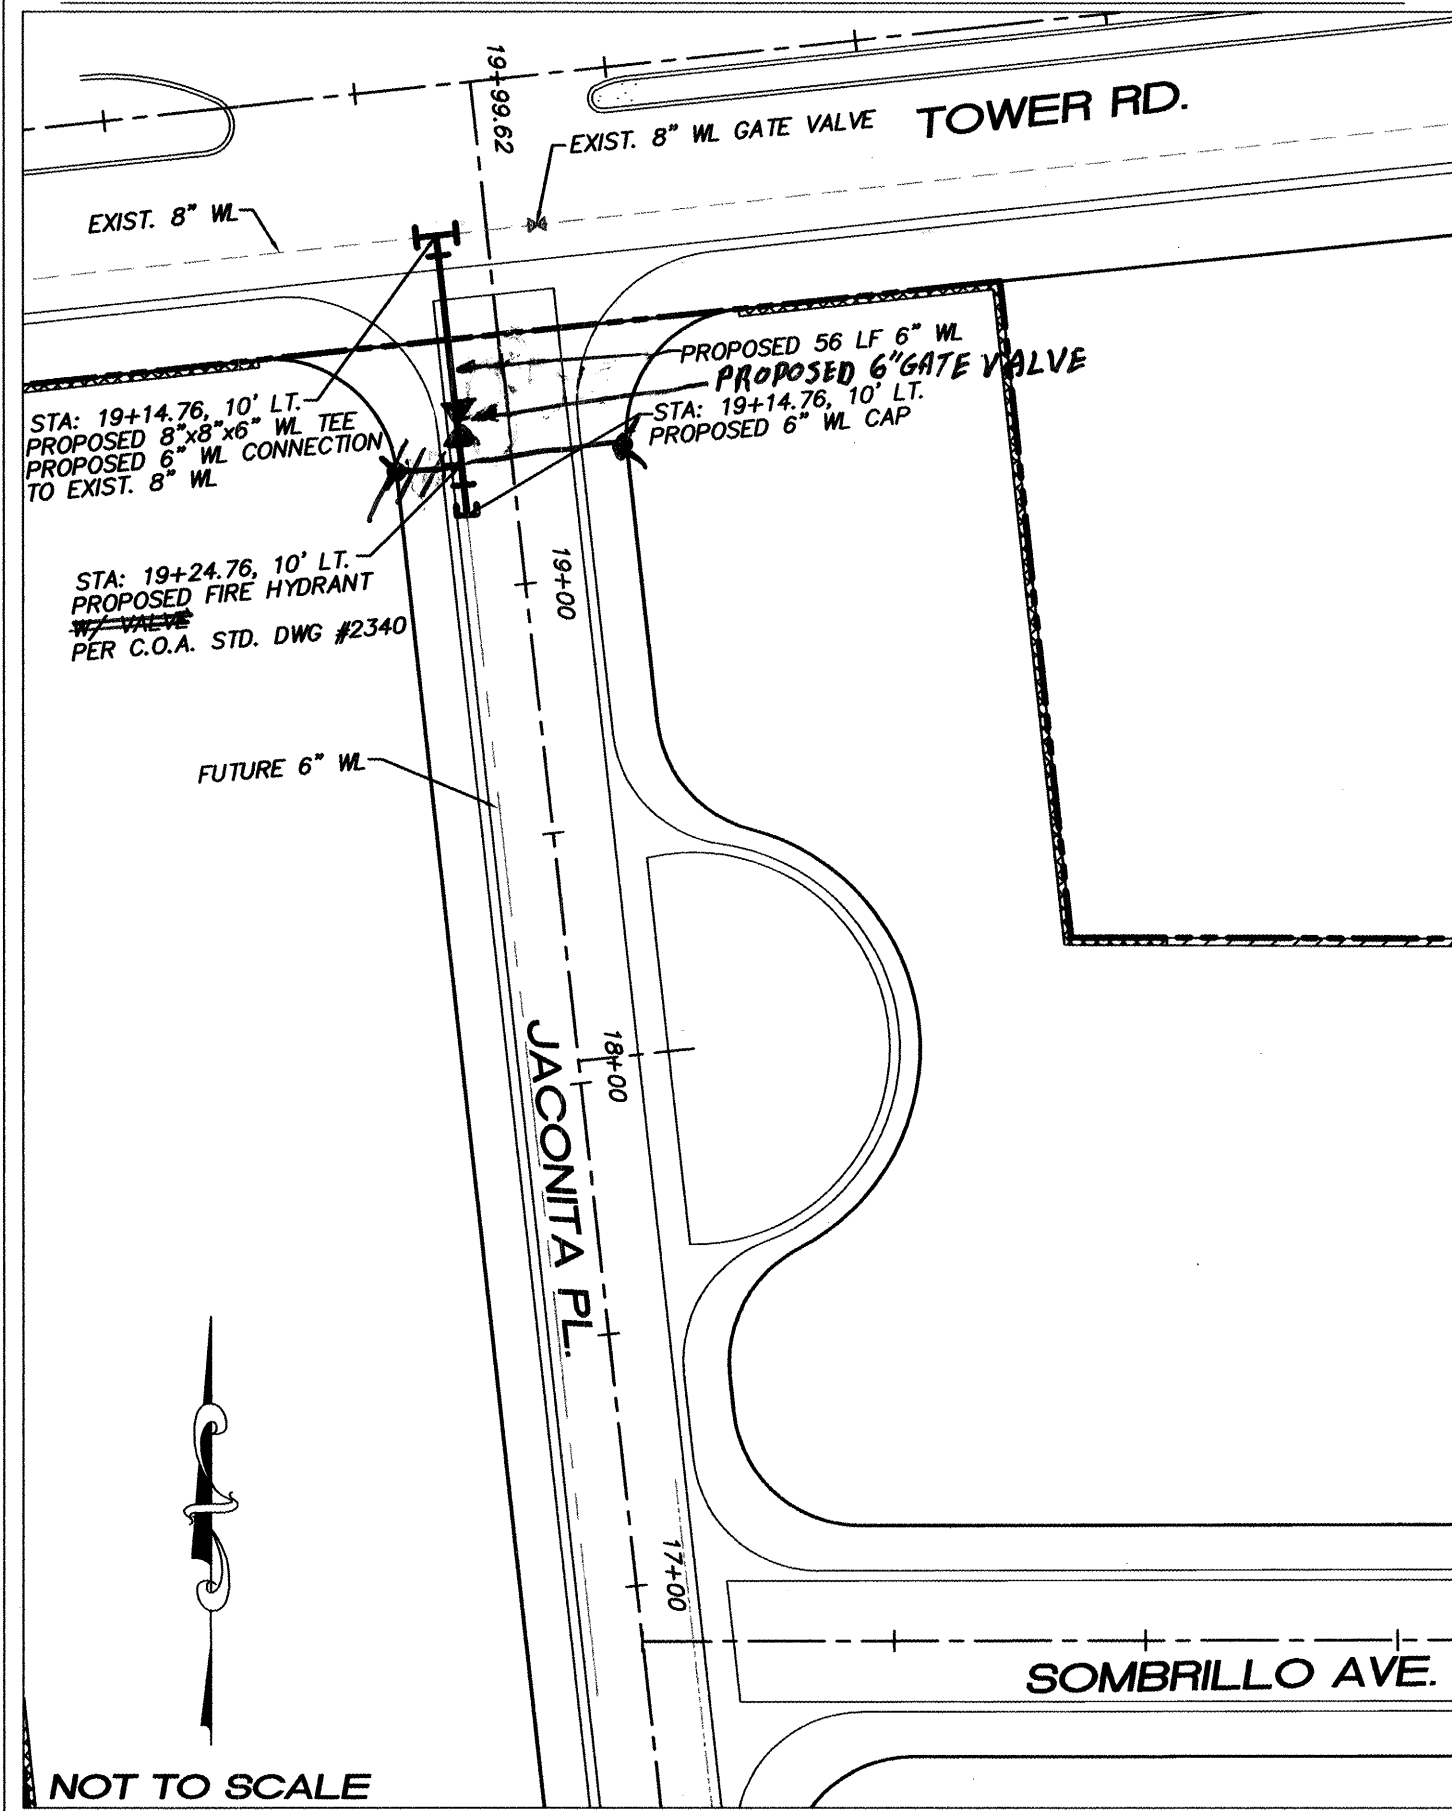 19+99.62
TOWER RD.
EXIST. 8" WL GATE VALVE
EXIST. 8" WL
PROPOSED 56 LF 6" WL
PROPOSED 6" GATE VALVE
STA: 19+14.76, 10' LT.
PROPOSED 6" WL CAP
STA: 19+14.76, 10' LT.
PROPOSED 8"x8"x6" WL TEE
PROPOSED 6" WL CONNECTION
TO EXIST. 8" WL
STA: 19+24.76, 10' LT.
PROPOSED FIRE HYDRANT
W/ VALVE
PER C.O.A. STD. DWG #2340
19+00
FUTURE 6" WL
18+00
JACONITA PL.
17+00
SOMBRILLO AVE.
NOT TO SCALE